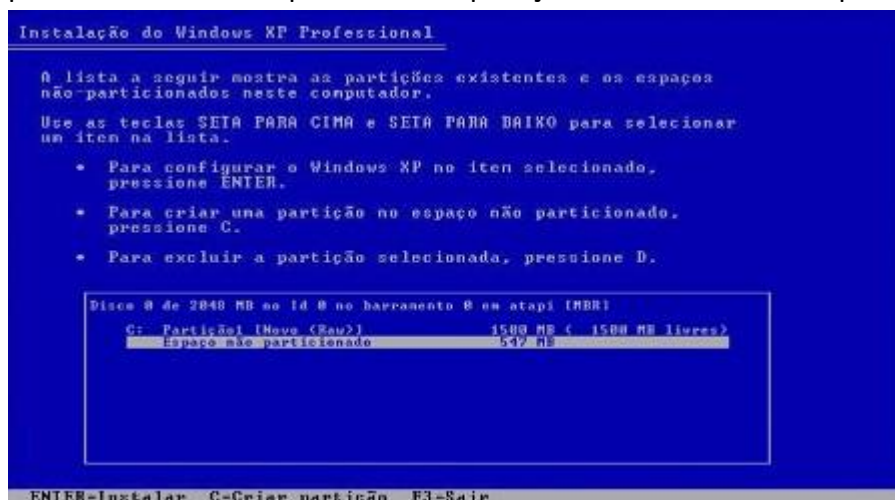 Instalação do Windows XP Professional
A lista a seguir mostra as partições existentes e os espaços
não-particionados neste computador.
Use as teclas SETA PARA CIMA e SETA PARA BAIXO para selecionar
um item na lista.
• Para configurar o Windows XP no item selecionado,
pressione ENTER.
• Para criar uma partição no espaço não particionado,
pressione C.
• Para excluir a partição selecionada, pressione D.
Disco 0 de 2048 MB no Id 0 no barramento 0 em atapi [MBR]
C: Partição1 [Novo (Raw)] 1500 MB ( 1500 MB livres)
Espaço não particionado 547 MB
ENTER=Instalar C=Criar partição F3=Sair